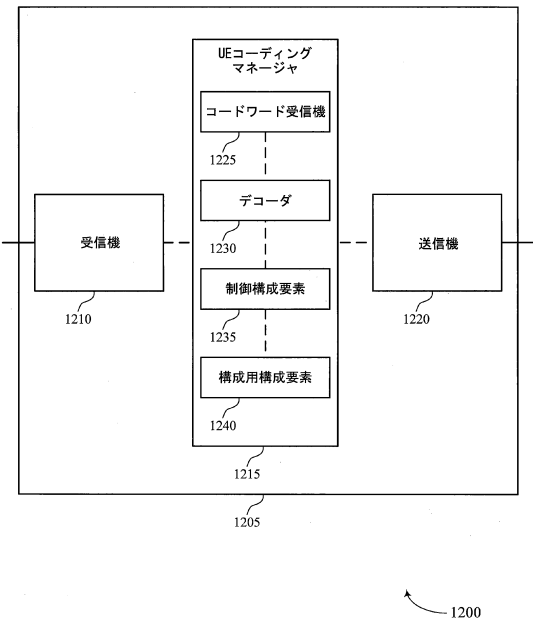 UEコーディング
マネージャ
コードワード受信機
1225
デコーダ
1230
受信機
1210
送信機
1220
制御構成要素
1235
構成用構成要素
1240
1215
1205
1200